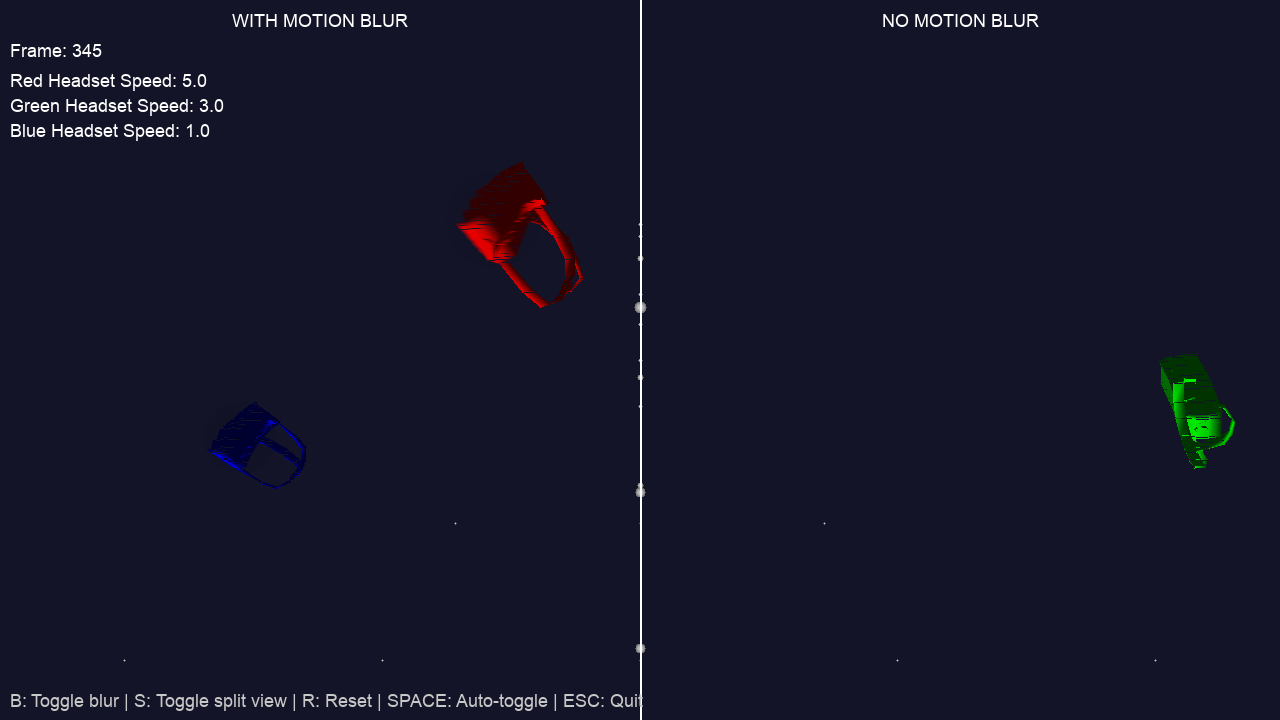 WITH MOTION BLUR
NO MOTION BLUR
Frame: 345
Red Headset Speed: 5.0
Green Headset Speed: 3.0
Blue Headset Speed: 1.0
B: Toggle blur | S: Toggle split view | R: Reset | SPACE: Auto-toggle | ESC: Quit